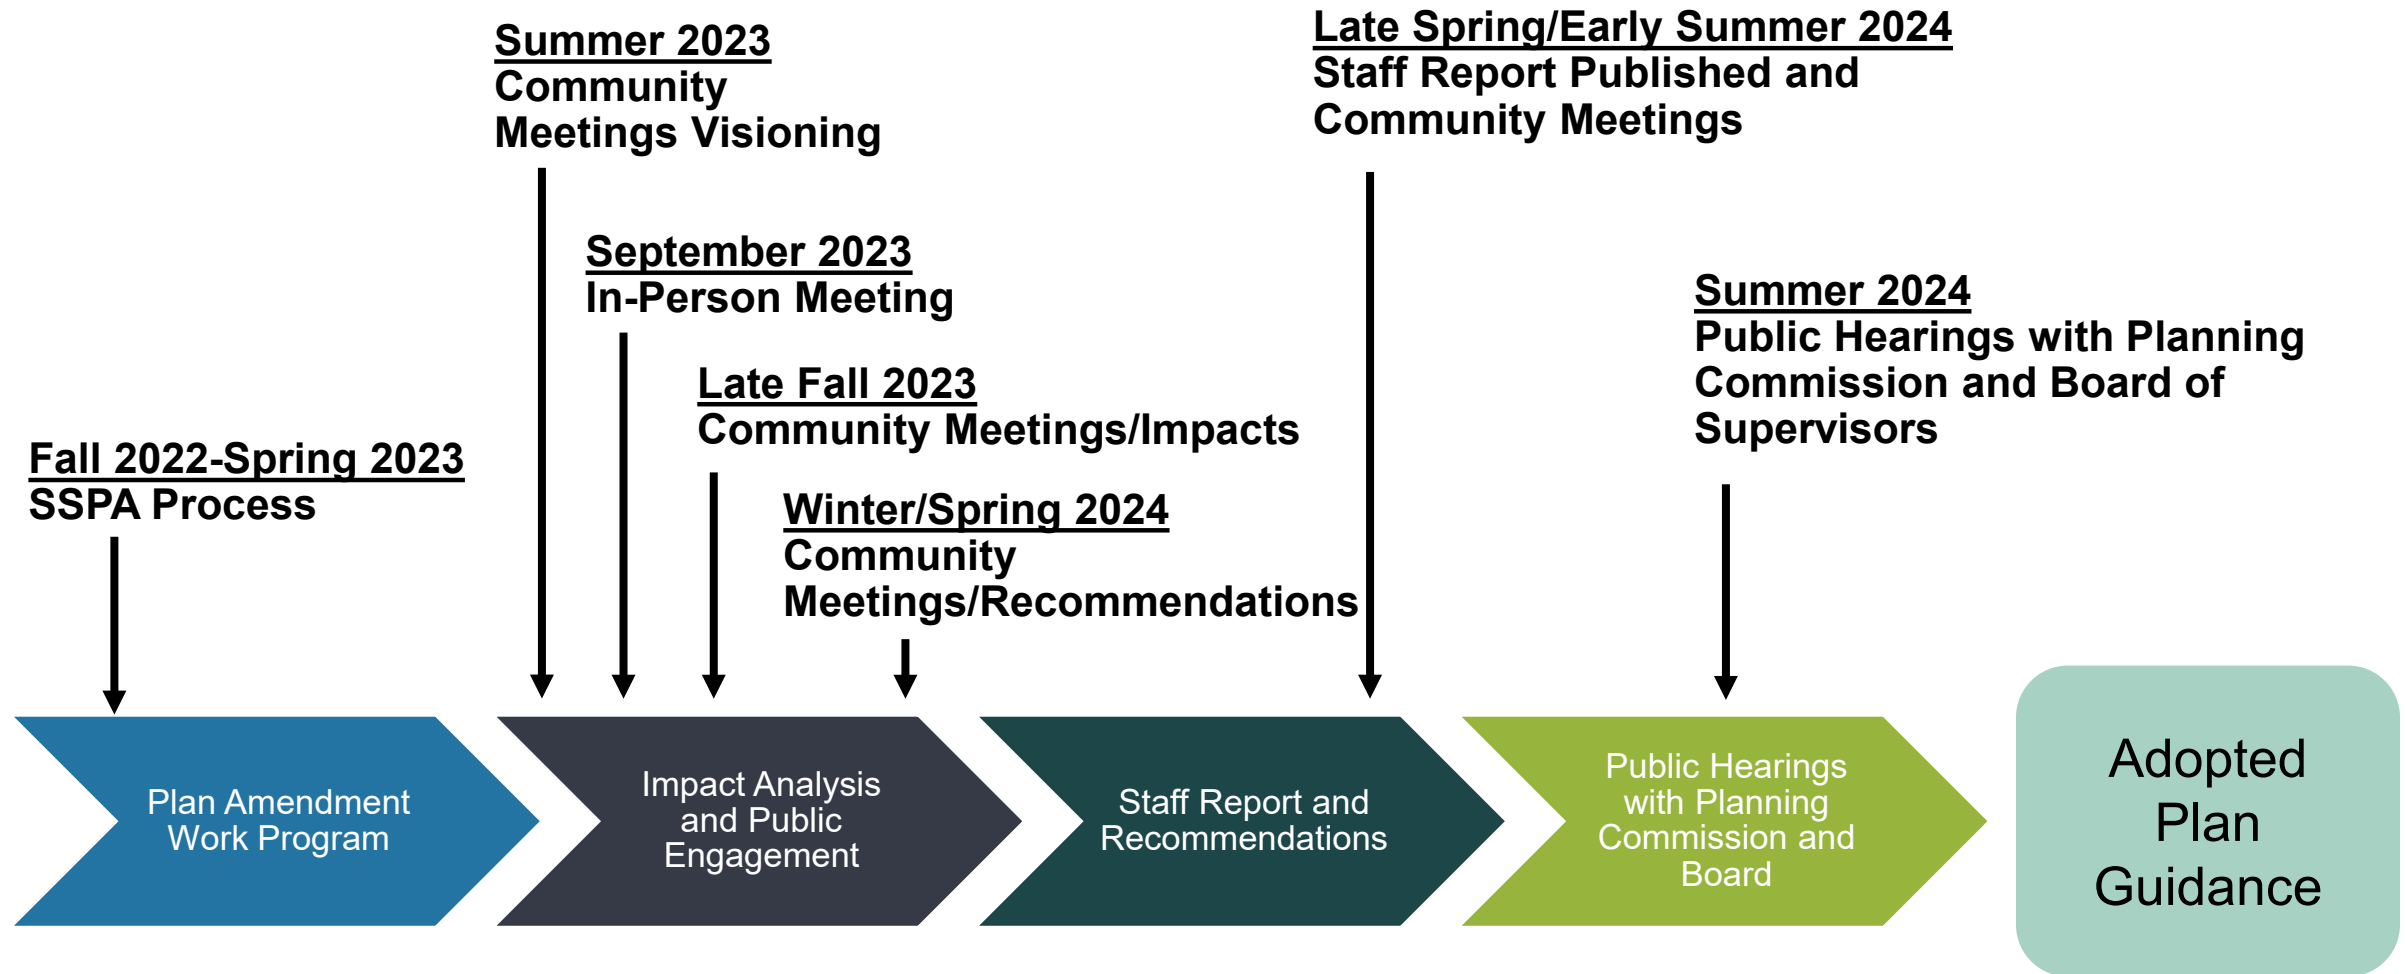 Summer 2023
Community
Meetings Visioning
Late Spring/Early Summer 2024
Staff Report Published and
Community Meetings
September 2023
In-Person Meeting
Summer 2024
Public Hearings with Planning
Commission and Board of
Supervisors
Late Fall 2023
Community Meetings/Impacts
Fall 2022-Spring 2023
SSPA Process
Winter/Spring 2024
Community
Meetings/Recommendations
Plan Amendment
Work Program
Impact Analysis
and Public
Engagement
Staff Report and
Recommendations
Public Hearings
with Planning
Commission and
Board
Adopted
Plan
Guidance